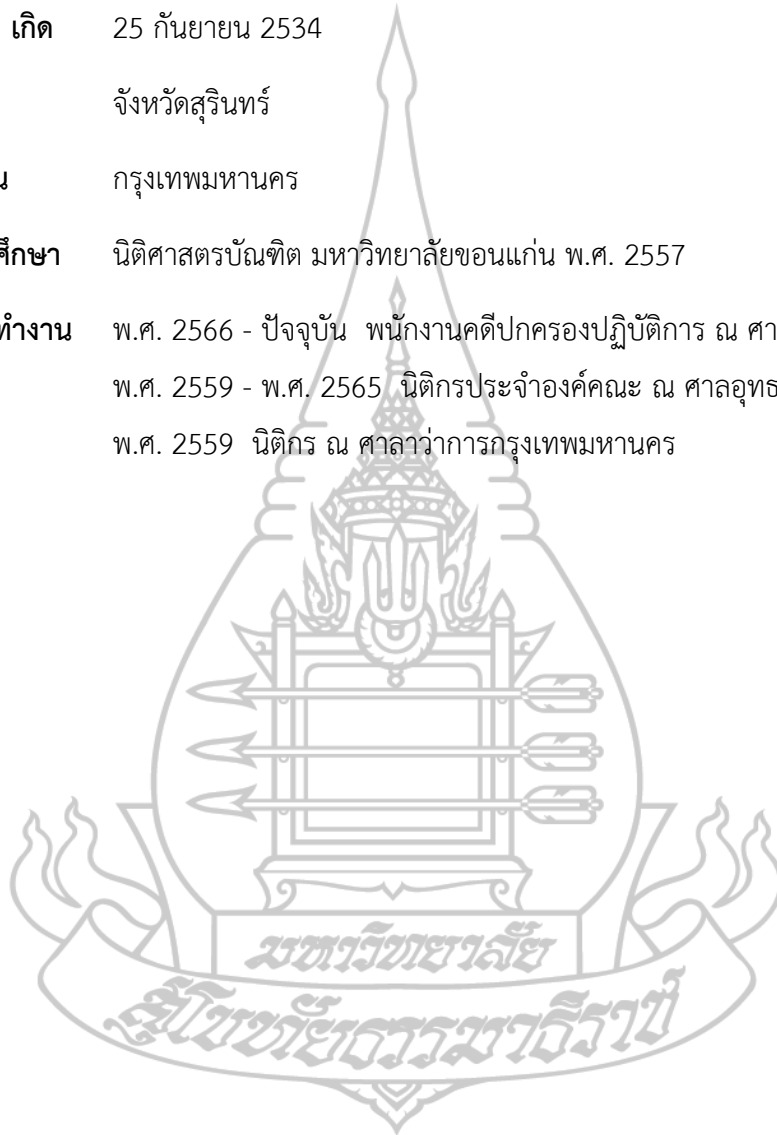 เกิด 25 กันยายน 2534
จังหวัดสุรินทร์
กรุงเทพมหานคร
นิติศาสตรบัณฑิต มหาวิทยาลัยขอนแก่น พ.ศ. 2557
พ.ศ. 2566 - ปัจจุบัน พนักงานคดีปกครองปฏิบัติการ ณ
พ.ศ. 2559 - พ.ศ. 2565 นิติกรประจำองค์คณะ ณ
พ.ศ. 2559 นิติกร ณ ศาลาว่าการกรุงเทพมหานคร
มหาวิทยาลัย
สุโขทัยธรรมาธิราช